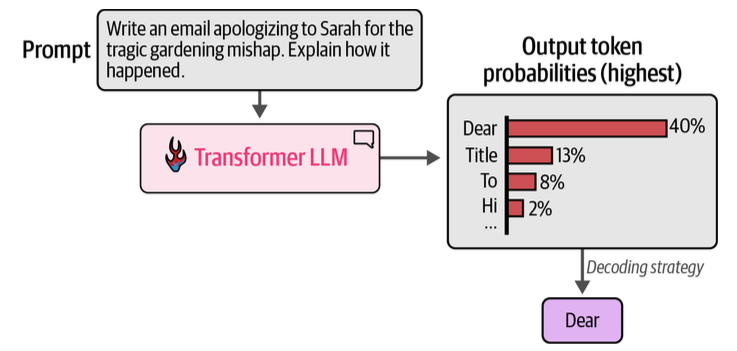 Prompt
Write an email apologizing to Sarah for the
tragic gardening mishap. Explain how it
happened.
Transformer LLM
Output token
probabilities (highest)
Dear 40%
Title 13%
To 8%
Hi 2%
...
Decoding strategy
Dear